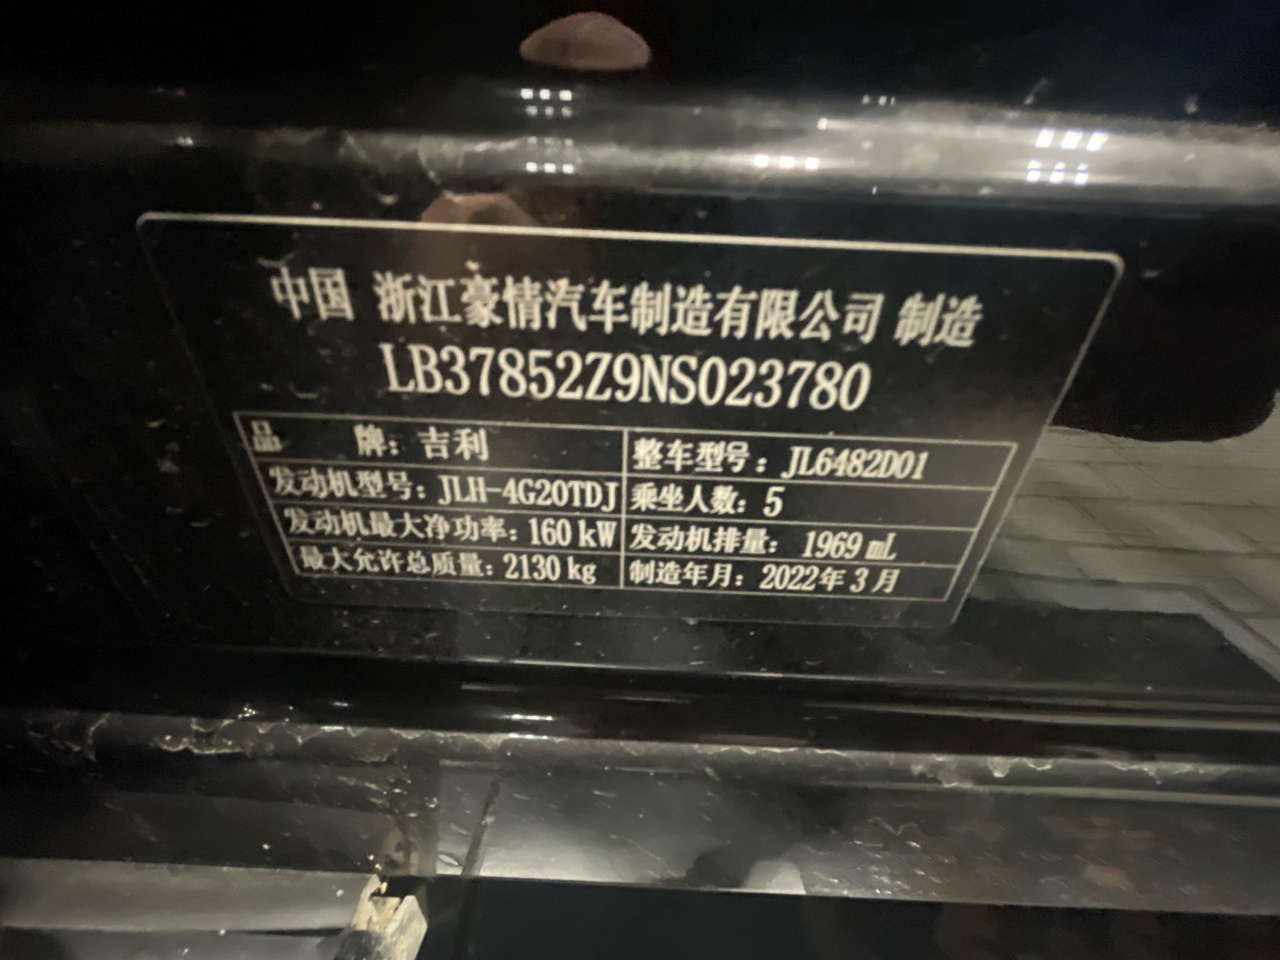 中国 浙江豪情汽车制造有限公司 制造
LB37852Z9NS023780
品 牌：吉利 整车型号：JL6482D01
发动机型号：JLH-4G20TDJ 乘坐人数：5
发动机最大净功率：160 kW 发动机排量：1969 mL
最大允许总质量：2130 kg 制造年月：2022年3月